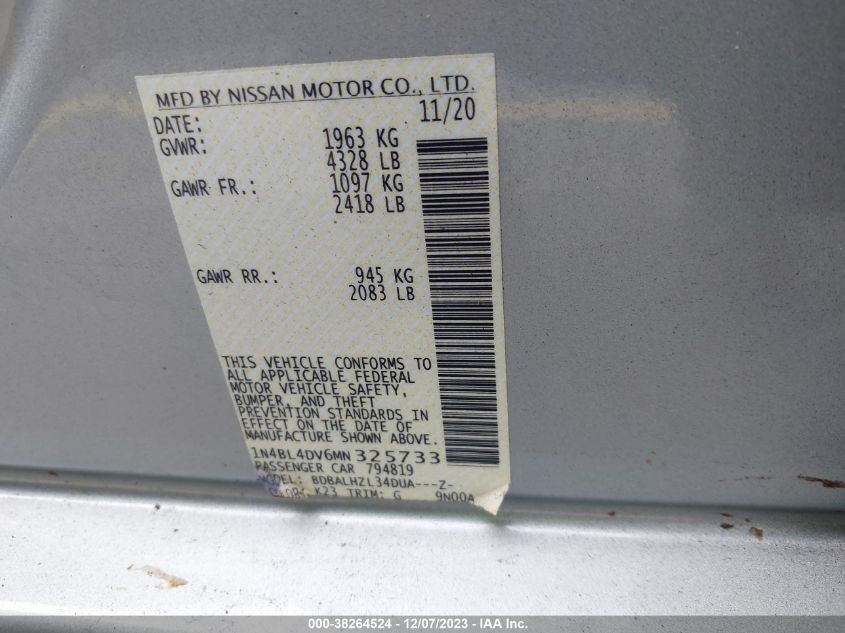 MFD BY NISSAN MOTOR CO., LTD.
DATE: 11/20
GVWR: 1963 KG
4328 LB
GAWR FR.: 1097 KG
2418 LB
GAWR RR.: 945 KG
2083 LB
THIS VEHICLE CONFORMS TO
ALL APPLICABLE FEDERAL
MOTOR VEHICLE SAFETY,
BUMPER, AND THEFT
PREVENTION STANDARDS IN
EFFECT ON THE DATE OF
MANUFACTURE SHOWN ABOVE.
1N4BL4DV6MN325733
PASSENGER CAR 794819
MODEL: BDBALHZL34DUA---Z-
COLOR: K23 TRIM: G 9N00A
000-38264524 - 12/07/2023 - IAA Inc.